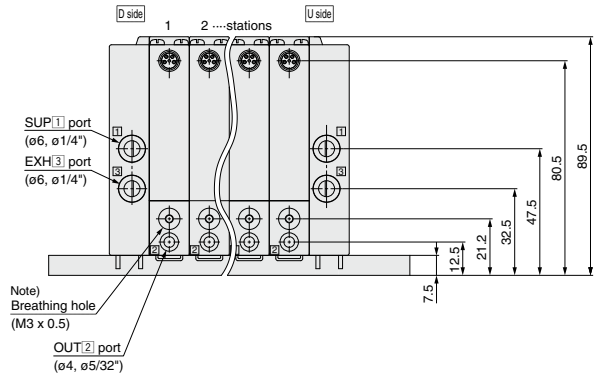 D side
U side
1 2 ····stations
SUP1 port
(ø6, ø1/4")
EXH3 port
(ø6, ø1/4")
1
3
1
3
2
2
2
2
Note)
Breathing hole
(M3 x 0.5)
OUT2 port
(ø4, ø5/32")
7.5
12.5
21.2
32.5
47.5
80.5
89.5